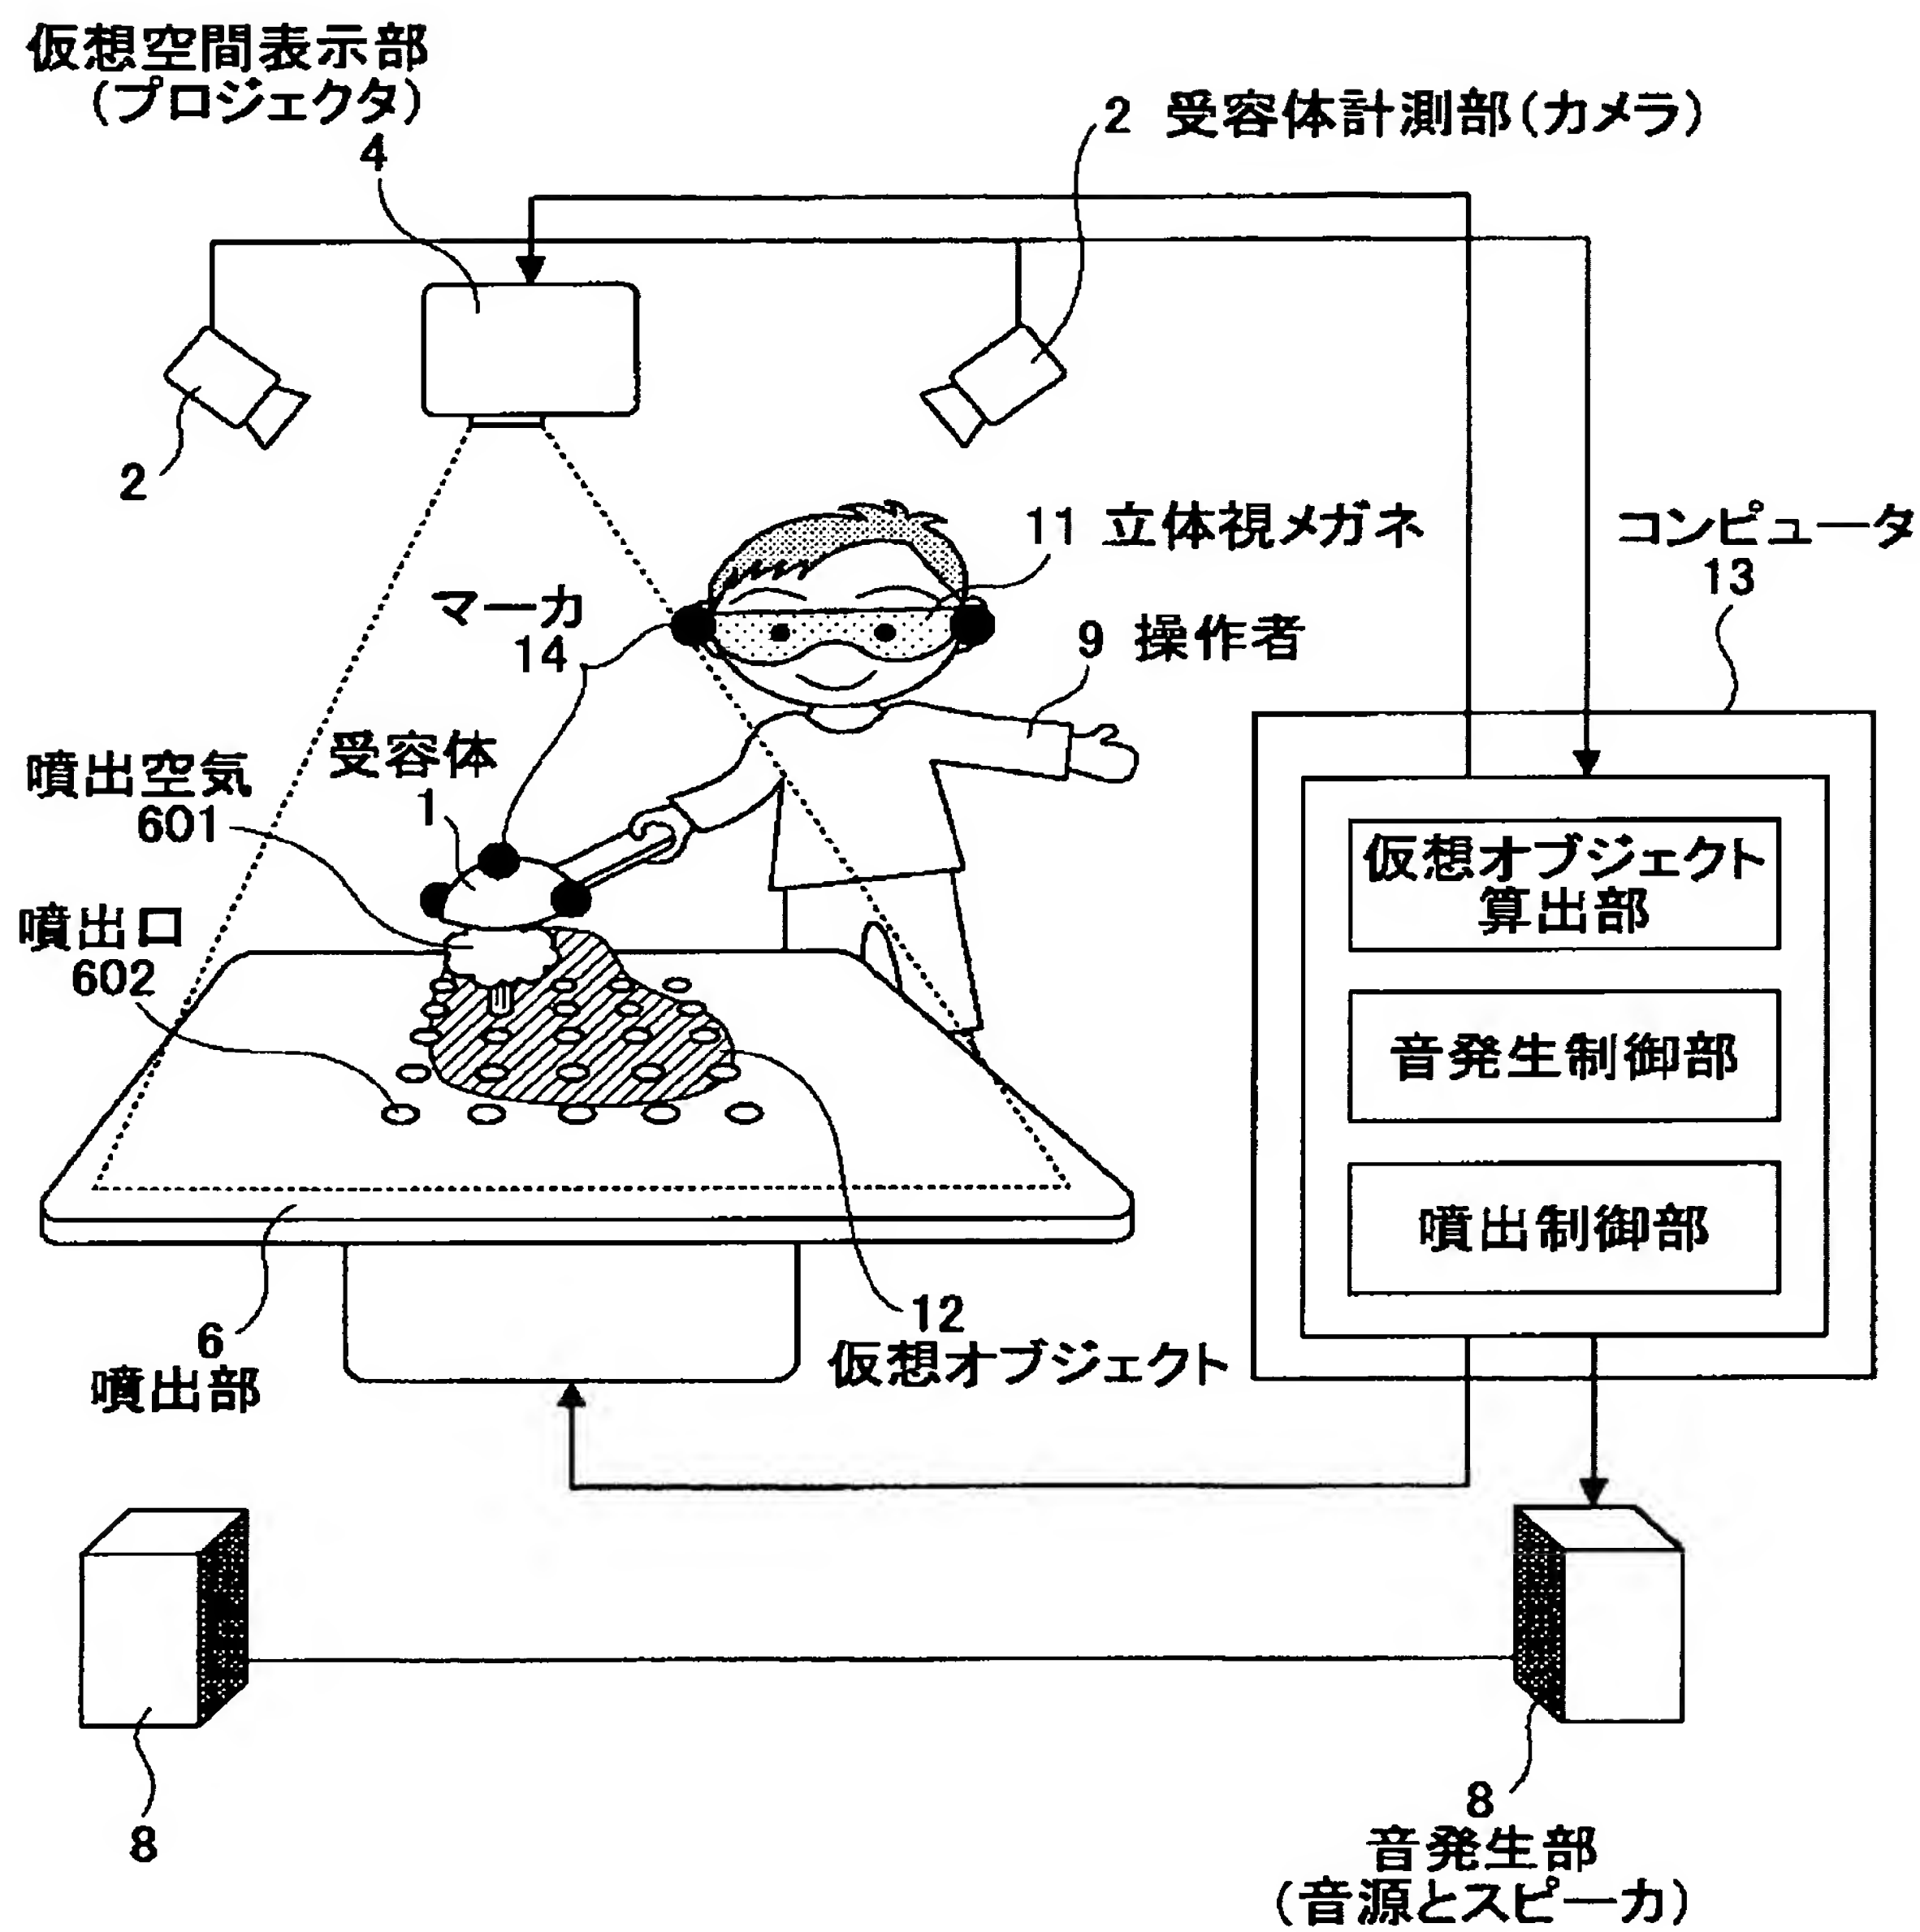 仮想空間表示部
(プロジェクタ)
4
2 受容体計測部(カメラ)
2
11 立体視メガネ
コンピュータ
13
マーカ
14
9 操作者
受容体
1
噴出空気
601
噴出口
602
仮想オブジェクト
算出部
音発生制御部
噴出制御部
6
噴出部
12
仮想オブジェクト
8
8
音発生部
(音源とスピーカ)